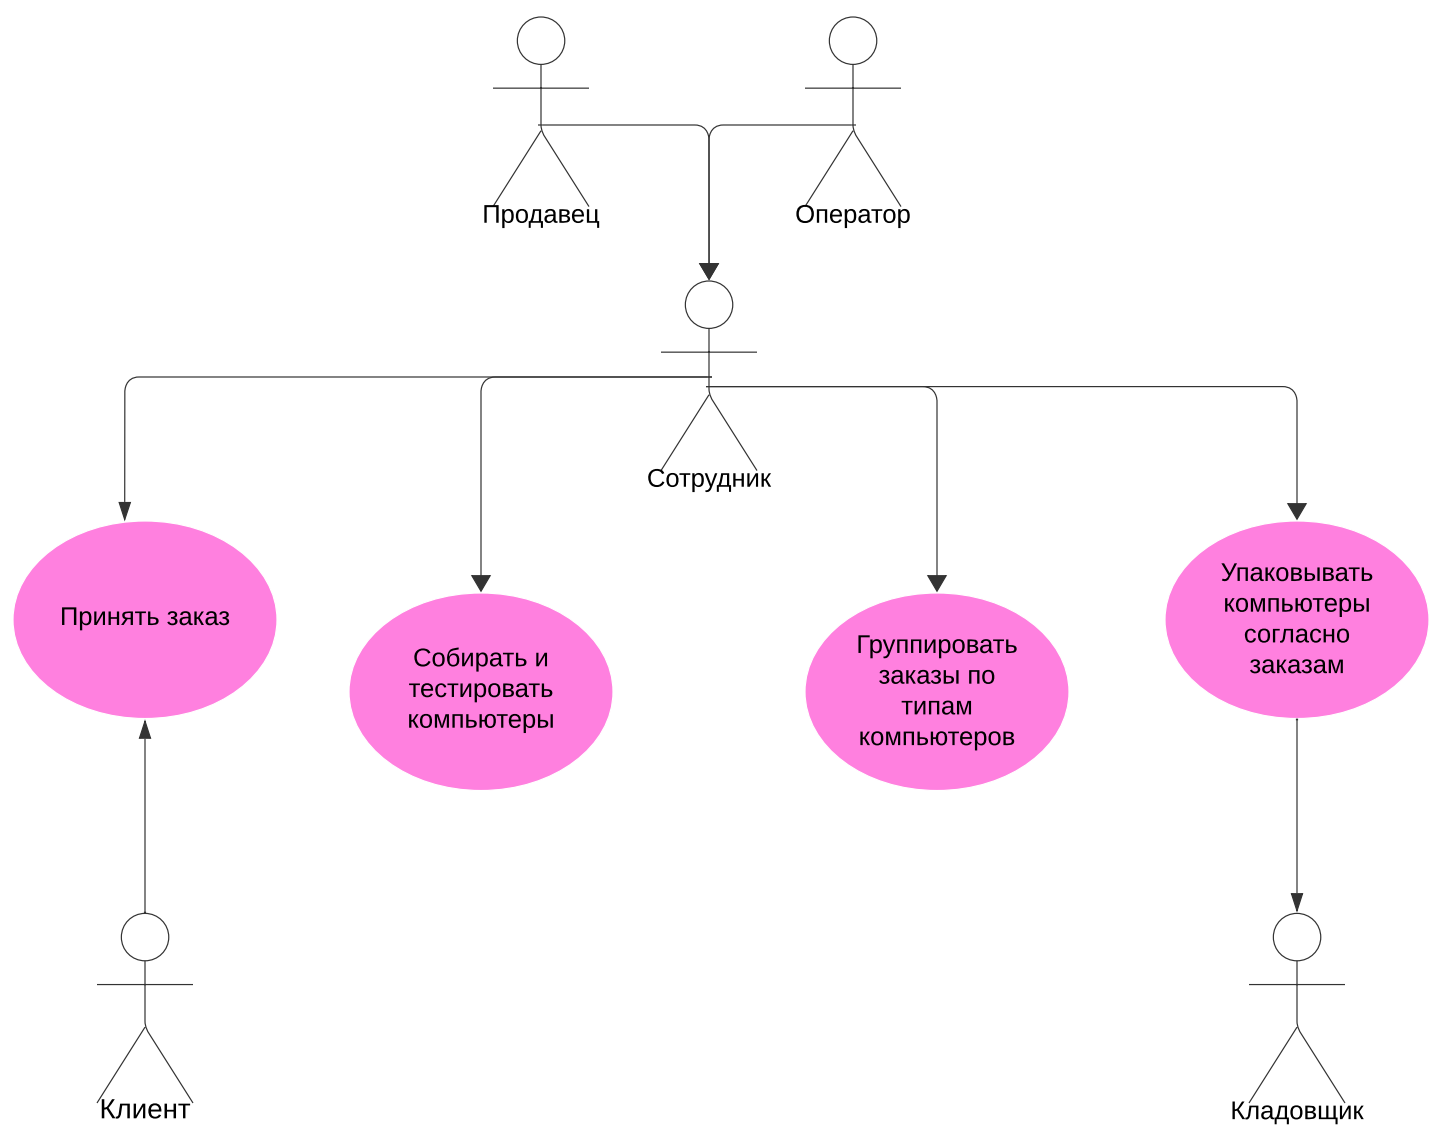 Продавец
Оператор
Сотрудник
Принять заказ
Собирать и
тестировать
компьютеры
Группировать
заказы по
типам
компьютеров
Упаковывать
компьютеры
согласно
заказам
Клиент
Кладовщик